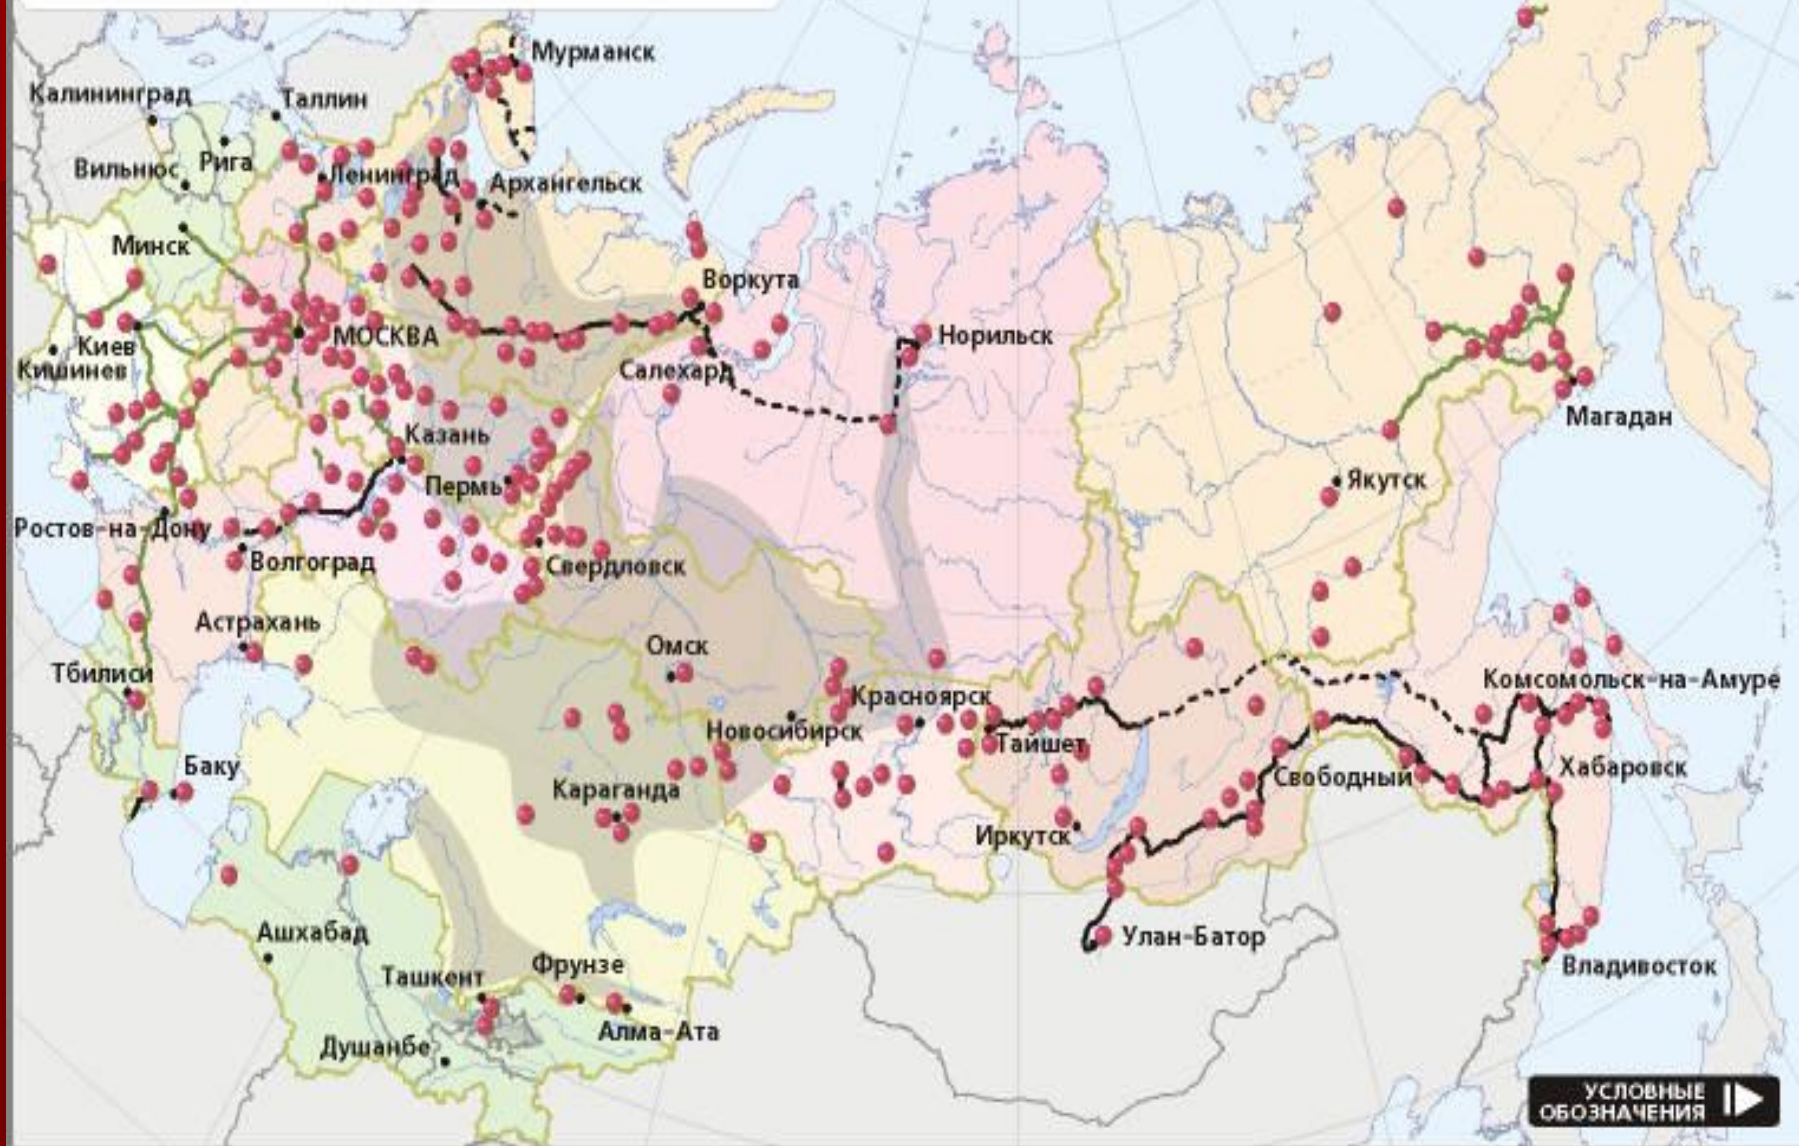 Мурманск
Калининград
Таллин
Вильнюс
Рига
Ленинград
Архангельск
Минск
Воркута
МОСКВА
Норильск
Киев
Кишинев
Салехард
Магадан
Казань
Пермь
Якутск
Ростов-на-Дону
Волгоград
Свердловск
Астрахань
Омск
Тбилиси
Комсомольск-на-Амуре
Красноярск
Новосибирск
Тайшет
Баку
Свободный
Хабаровск
Караганда
Иркутск
Ашхабад
Улан-Батор
Фрунзе
Ташкент
Владивосток
Алма-Ата
Душанбе
УСЛОВНЫЕ
ОБОЗНАЧЕНИЯ